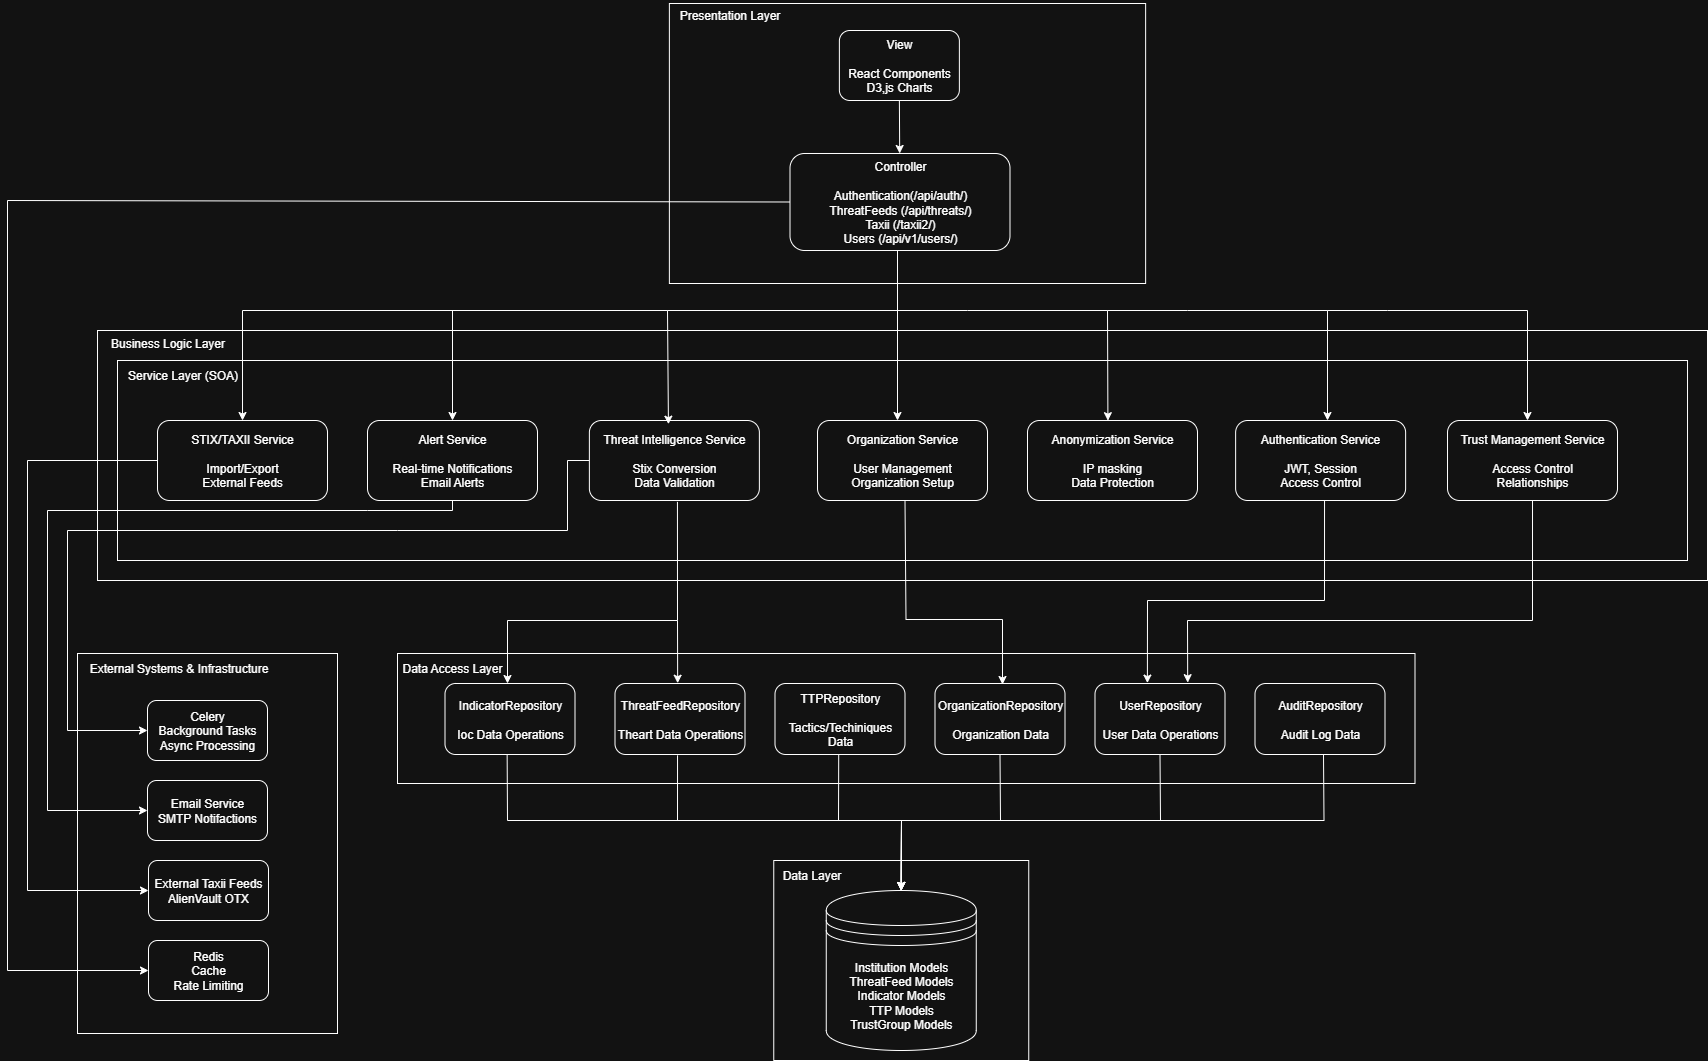 Presentation Layer
View
React Components
D3,js Charts
Controller
Authentication(/api/auth/)
ThreatFeeds (/api/threats/)
Taxii (/taxii2/)
Users (/api/v1/users/)
Business Logic Layer
Service Layer (SOA)
STIX/TAXII Service
Import/Export
External Feeds
Alert Service
Real-time Notifications
Email Alerts
Threat Intelligence Service
Stix Conversion
Data Validation
Organization Service
User Management
Organization Setup
Anonymization Service
IP masking
Data Protection
Authentication Service
JWT, Session
Access Control
Trust Management Service
Access Control
Relationships
External Systems & Infrastructure
Celery
Background Tasks
Async Processing
Email Service
SMTP Notifactions
External Taxii Feeds
AlienVault OTX
Redis
Cache
Rate Limiting
Data Access Layer
IndicatorRepository
Ioc Data Operations
ThreatFeedRepository
Theart Data Operations
TTPRepository
Tactics/Techiniques
Data
OrganizationRepository
Organization Data
UserRepository
User Data Operations
AuditRepository
Audit Log Data
Data Layer
Institution Models
ThreatFeed Models
Indicator Models
TTP Models
TrustGroup Models